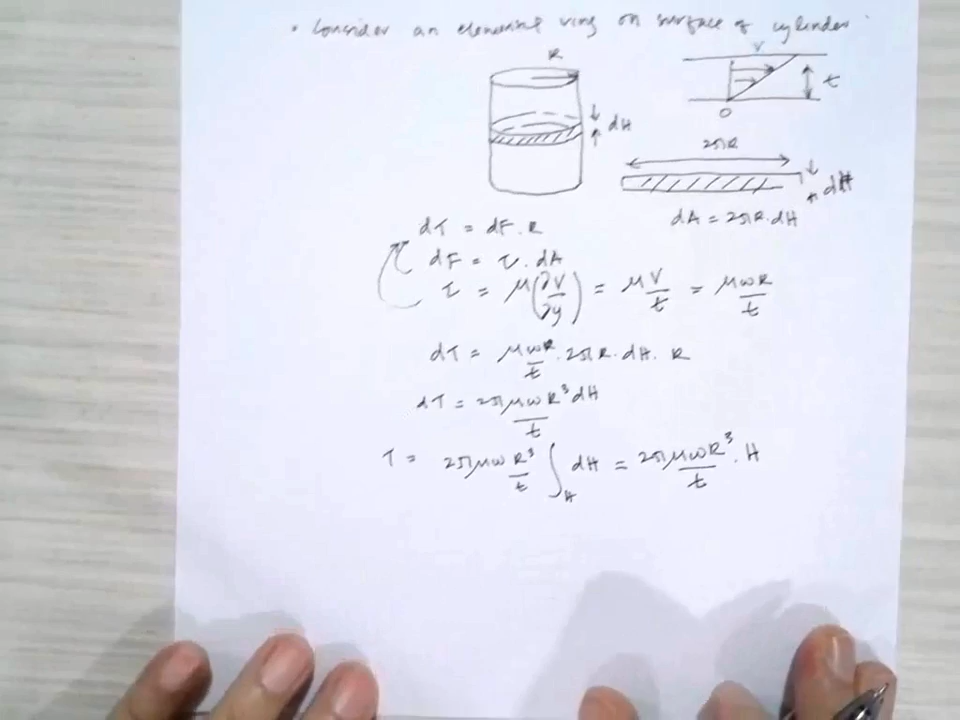 • Consider an elemental ring on surface of cylinder.
R
V
t
dH
O
2πR
dH
dA = 2πR.dH
dT = dF.R
dF = τ.dA
τ = μ(∂V/∂y) = μV/t = μωR/t
dT = μωR/t . 2πR.dH.R
dT = 2πμωR³dH/t
T = 2πμωR³/t ∫_H dH = 2πμωR³/t . H